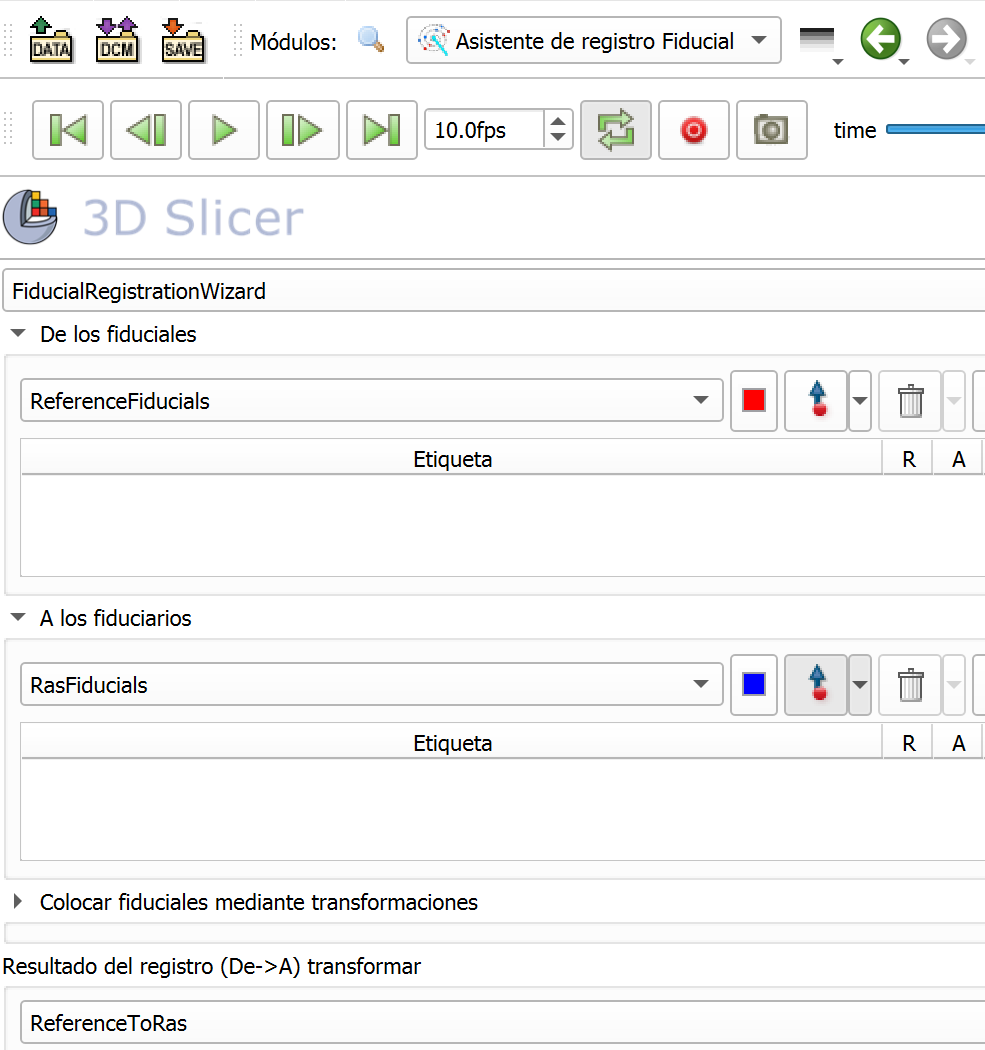 DATA DCM SAVE Módulos: Asistente de registro Fiducial
10.0fps time
3D Slicer
FiducialRegistrationWizard
De los fiduciales
ReferenceFiducials
Etiqueta R A
A los fiduciarios
RasFiducials
Etiqueta R A
Colocar fiduciales mediante transformaciones
Resultado del registro (De->A) transformar
ReferenceToRas